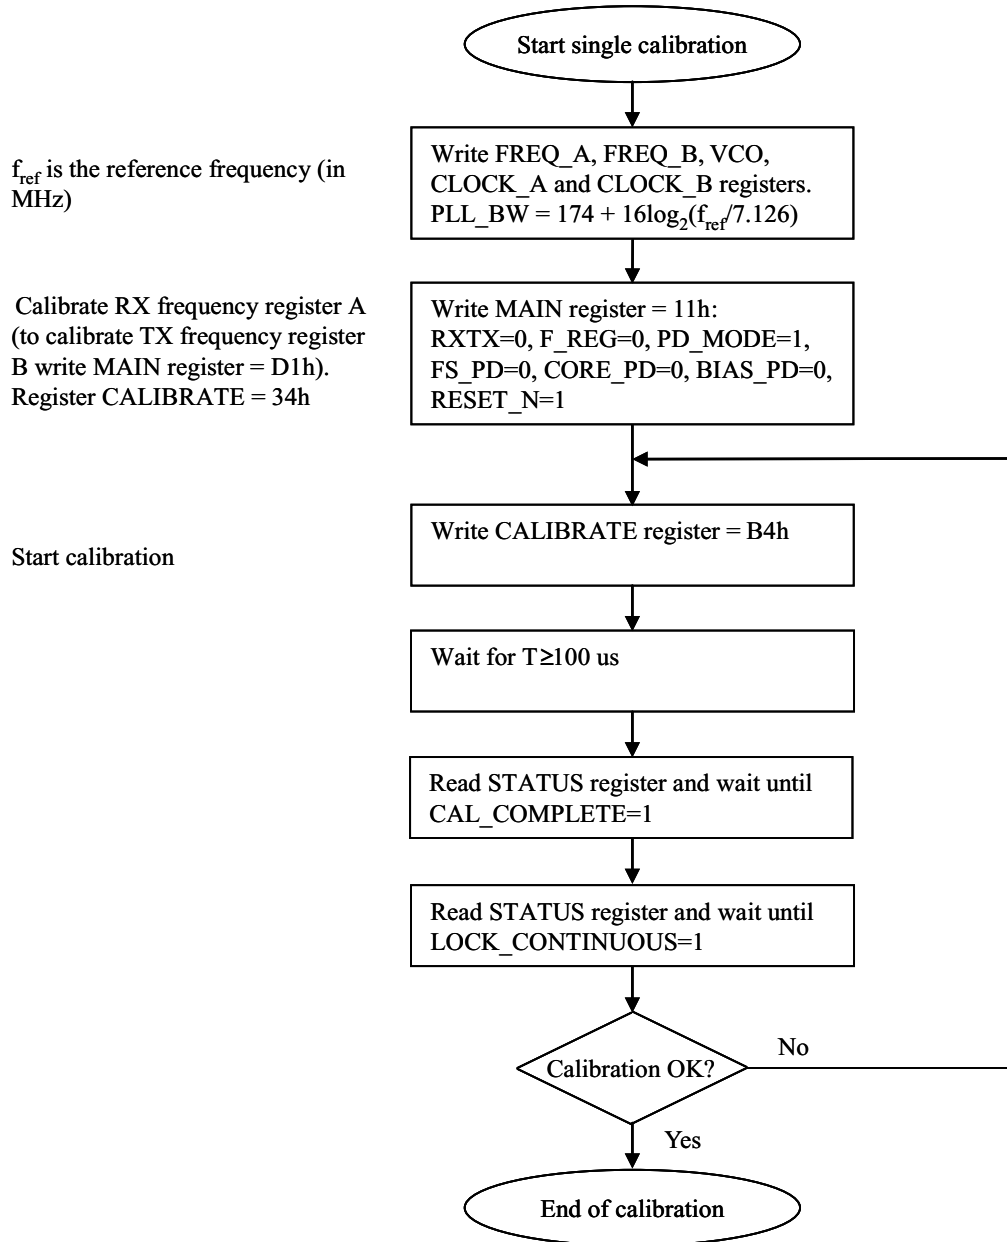 Start single calibration
f_ref is the reference frequency (in
MHz)
Write FREQ_A, FREQ_B, VCO,
CLOCK_A and CLOCK_B registers.
PLL_BW = 174 + 16log₂(f_ref/7.126)
Calibrate RX frequency register A
(to calibrate TX frequency register
B write MAIN register = D1h).
Register CALIBRATE = 34h
Write MAIN register = 11h:
RXTX=0, F_REG=0, PD_MODE=1,
FS_PD=0, CORE_PD=0, BIAS_PD=0,
RESET_N=1
Start calibration
Write CALIBRATE register = B4h
Wait for T≥100 us
Read STATUS register and wait until
CAL_COMPLETE=1
Read STATUS register and wait until
LOCK_CONTINUOUS=1
Calibration OK?
No
Yes
End of calibration